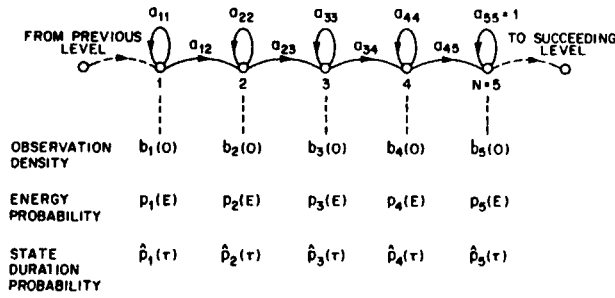 a11 a22 a33 a44 a55=1
FROM PREVIOUS LEVEL a12 a23 a34 a45 TO SUCCEEDING LEVEL
1 2 3 4 N=5
OBSERVATION DENSITY b1(O) b2(O) b3(O) b4(O) b5(O)
ENERGY PROBABILITY p1(E) p2(E) p3(E) p4(E) p5(E)
STATE DURATION PROBABILITY p̂1(τ) p̂2(τ) p̂3(τ) p̂4(τ) p̂5(τ)